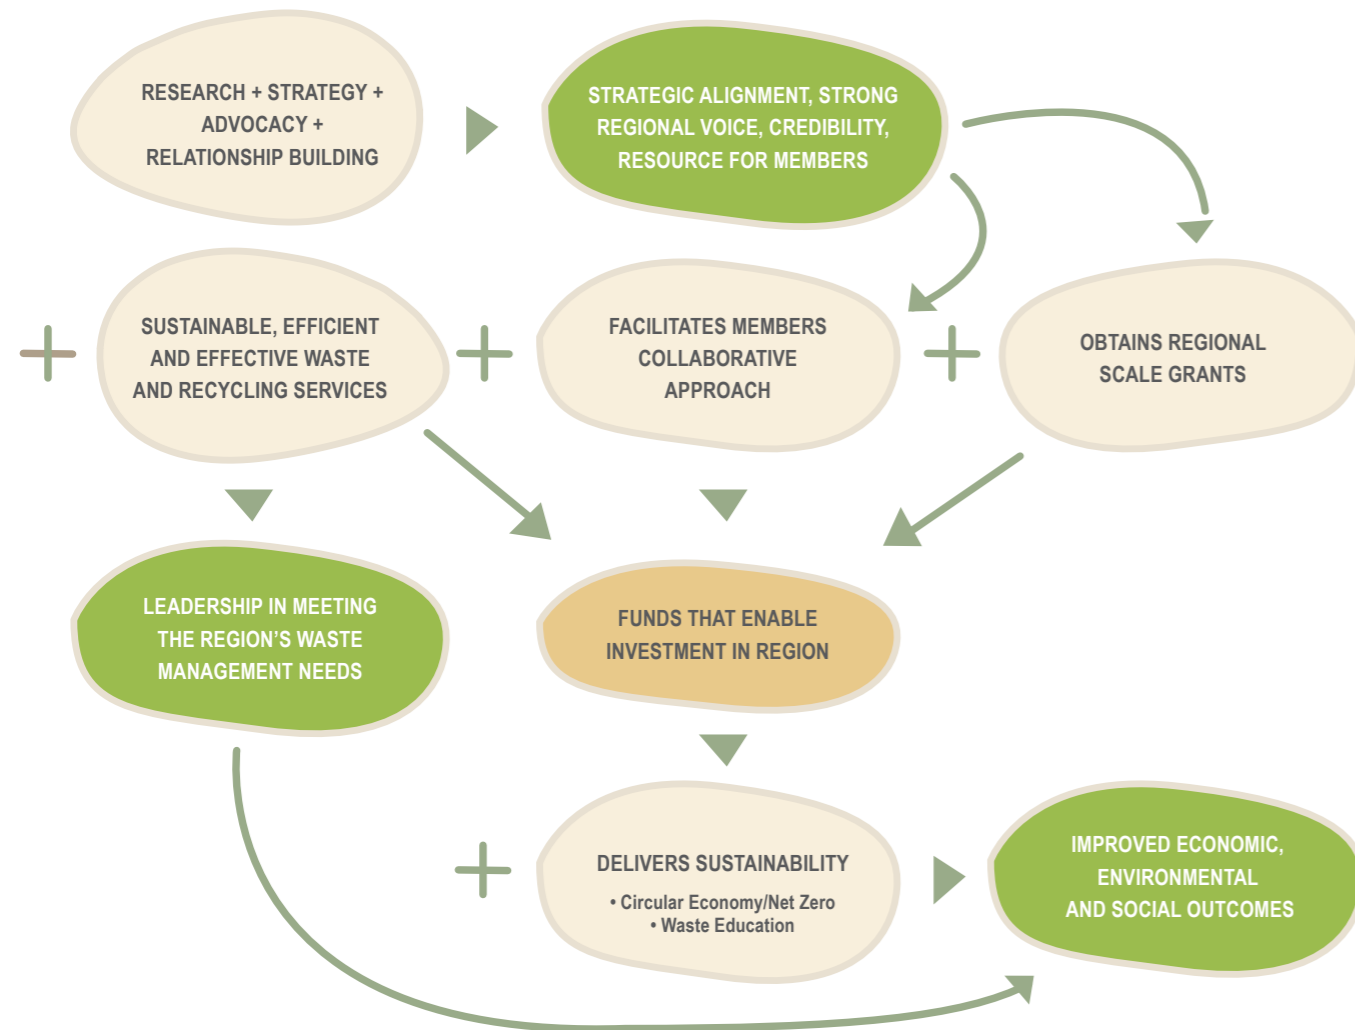 RESEARCH + STRATEGY +
ADVOCACY +
RELATIONSHIP BUILDING
STRATEGIC ALIGNMENT, STRONG
REGIONAL VOICE, CREDIBILITY,
RESOURCE FOR MEMBERS
SUSTAINABLE, EFFICIENT
AND EFFECTIVE WASTE
AND RECYCLING SERVICES
FACILITATES MEMBERS
COLLABORATIVE
APPROACH
OBTAINS REGIONAL
SCALE GRANTS
LEADERSHIP IN MEETING
THE REGION’S WASTE
MANAGEMENT NEEDS
FUNDS THAT ENABLE
INVESTMENT IN REGION
DELIVERS SUSTAINABILITY
• Circular Economy/Net Zero
• Waste Education
IMPROVED ECONOMIC,
ENVIRONMENTAL
AND SOCIAL OUTCOMES